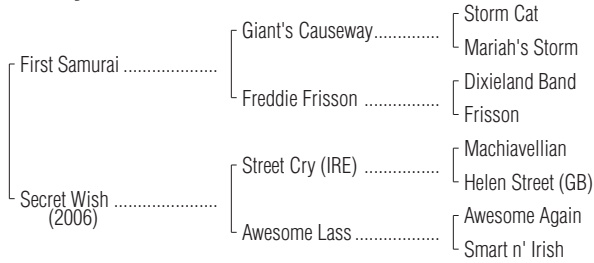 Storm Cat
Giant's Causeway..............
Mariah's Storm
First Samurai ....................
Dixieland Band
Freddie Frisson ................
Frisson
Machiavellian
Street Cry (IRE) ................
Helen Street (GB)
Secret Wish ......................
(2006)
Awesome Again
Awesome Lass..................
Smart n' Irish